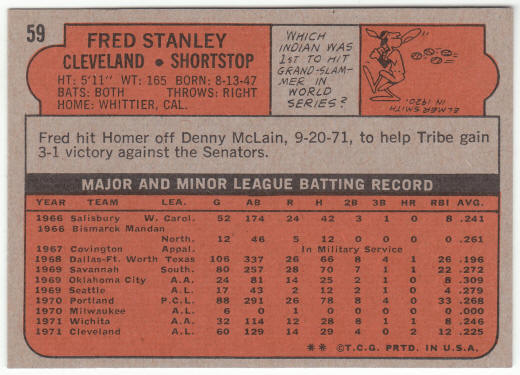 59
FRED STANLEY
CLEVELAND • SHORTSTOP
HT: 5'11" WT: 165 BORN: 8-13-47
BATS: BOTH THROWS: RIGHT
HOME: WHITTIER, CAL.
WHICH
INDIAN WAS
1ST TO HIT
GRAND-SLAM-
MER IN
WORLD
SERIES?
ELMER SMITH
IN 1920.
Fred hit Homer off Denny McLain, 9-20-71, to help Tribe gain
3-1 victory against the Senators.
MAJOR AND MINOR LEAGUE BATTING RECORD
YEAR TEAM LEA. G AB R H 2B 3B HR RBI AVG.
1966 Salisbury W. Carol. 52 174 24 42 3 1 0 8 .241
1966 Bismarck Mandan
North. 12 46 5 12 0 0 0 0 .261
1967 Covington Appal. In Military Service
1968 Dallas-Ft. Worth Texas 106 337 26 66 8 4 1 26 .196
1969 Savannah South. 80 257 28 70 7 1 1 22 .272
1969 Oklahoma City A.A. 24 81 14 25 2 1 0 8 .309
1969 Seattle A.L. 17 43 2 12 2 1 0 4 .279
1970 Portland P.C.L. 88 291 26 78 8 4 0 33 .268
1970 Milwaukee A.L. 6 0 1 0 0 0 0 0 .000
1971 Wichita A.A. 32 114 12 28 8 1 1 8 .246
1971 Cleveland A.L. 60 129 14 29 4 0 2 12 .225
** ©T.C.G. PRTD. IN U.S.A.